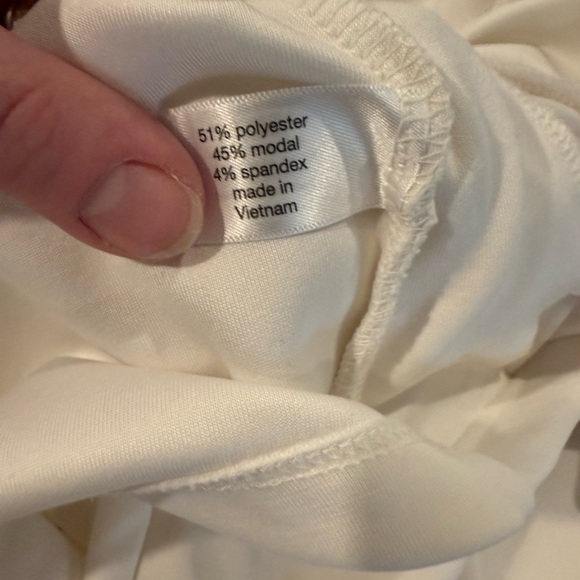 51% polyester
45% modal
4% spandex
made in
Vietnam